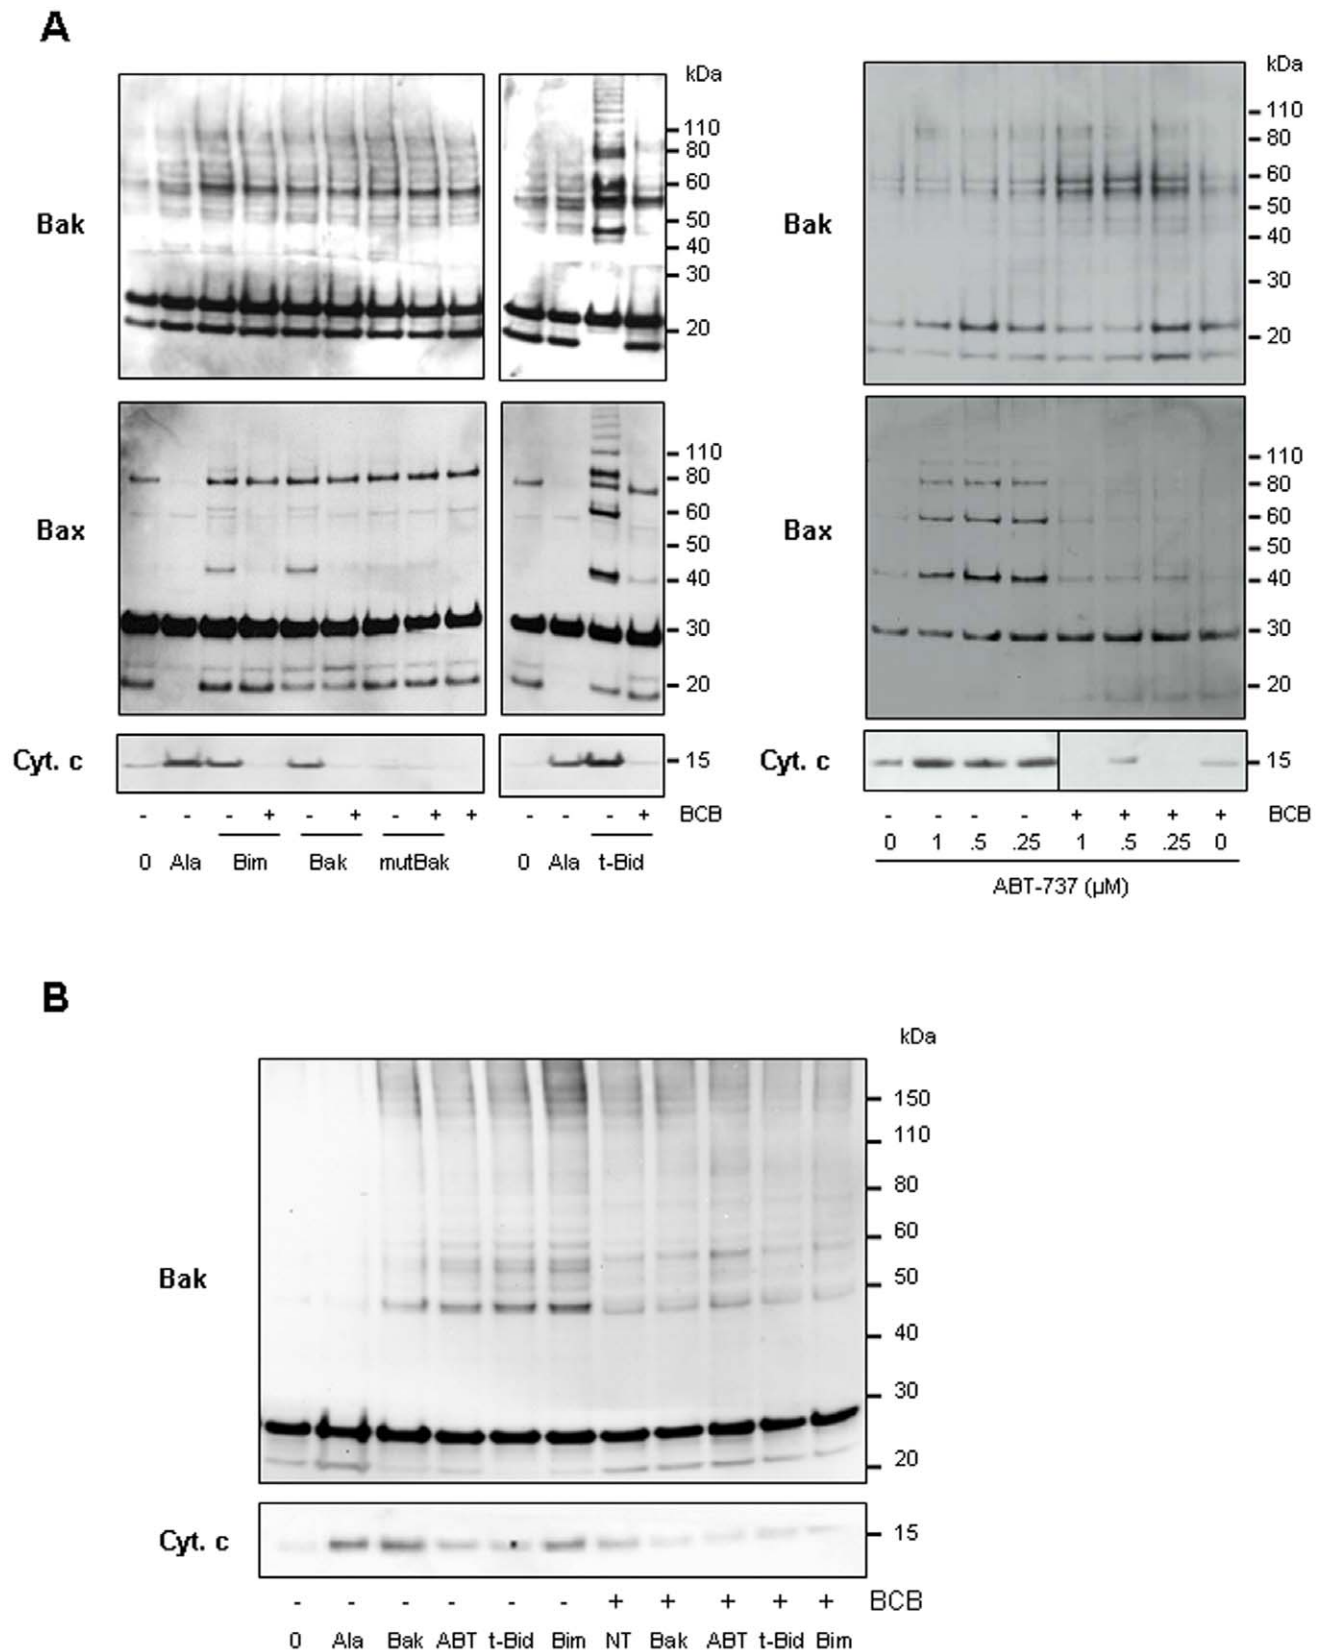 A
kDa
110
80
60
50
40
30
20
Bak
kDa
110
80
60
50
40
30
20
Bak
110
80
60
50
40
30
20
Bax
110
80
60
50
40
30
20
Bax
Cyt. c
15
Cyt. c
15
- - - + - + - + + - - - + BCB
0 Ala Bim Bak mutBak 0 Ala t-Bid
- - - - + + + + BCB
0 1 .5 .25 1 .5 .25 0
ABT-737 (µM)
B
kDa
150
110
80
60
50
40
30
20
Bak
Cyt. c
15
- - - - - - + + + + + BCB
0 Ala Bak ABT t-Bid Bim NT Bak ABT t-Bid Bim